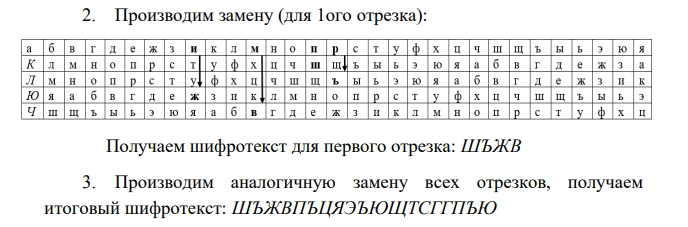 2. Производим замену (для 1ого отрезка):
а б в г д е ж з и к л м н о п р с т у ф х ц ч ш щ ъ ы ь э ю я
К л м н о п р с т у ф х ц ч ш щ ъ ы ь э ю я а б в г д е ж з а
Л м н о п р с т у ф х ц ч ш щ ъ ы ь э ю я а б в г д е ж з и к
Ю я а б в г д е ж з и к л м н о п р с т у ф х ц ч ш щ ъ ы ь э
Ч ш щ ъ ы ь э ю я а б в г д е ж з и к л м н о п р с т у ф х ц
Получаем шифротекст для первого отрезка: ШЪЖВ
3. Производим аналогичную замену всех отрезков, получаем
итоговый шифротекст: ШЪЖВПЪЦЯЭЪЮЩТСГГПЪЮ